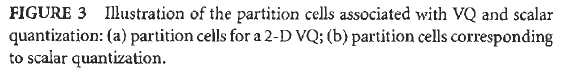 FIGURE 3 Illustration of the partition cells associated with VQ and scalar
quantization: (a) partition cells for a 2-D VQ; (b) partition cells corresponding
to scalar quantization.